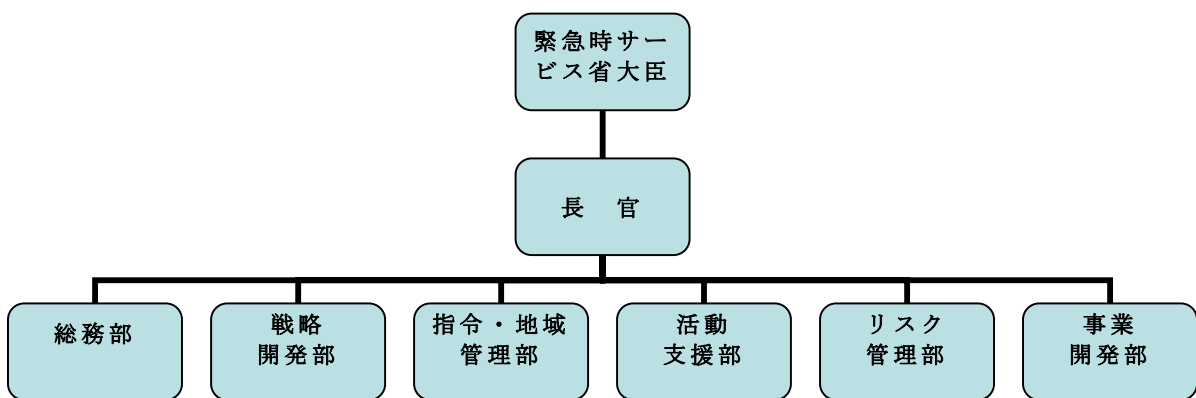 緊急時サー
ビス省大臣
長　官
総務部
戦略
開発部
指令・地域
管理部
活動
支援部
リスク
管理部
事業
開発部